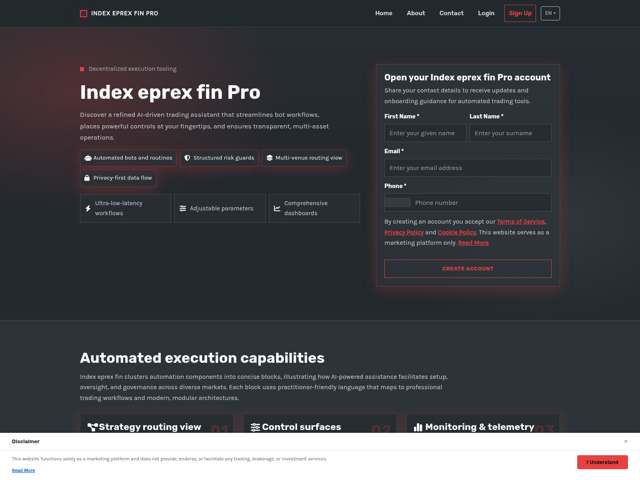 INDEX EPREX FIN PRO
Home About Contact Login Sign Up EN
Decentralized execution tooling
Index eprex fin Pro
Discover a refined AI-driven trading assistant that streamlines bot workflows,
places powerful controls at your fingertips, and ensures transparent, multi-asset
operations.
Automated bots and routines Structured risk guards Multi-venue routing view
Privacy-first data flow
Ultra-low-latency
workflows
Adjustable parameters
Comprehensive
dashboards
Open your Index eprex fin Pro account
Share your contact details to receive updates and
onboarding guidance for automated trading tools.
First Name * Last Name *
Enter your given name Enter your surname
Email *
Enter your email address
Phone *
Phone number
By creating an account you accept our Terms of Service,
Privacy Policy and Cookie Policy. This website serves as a
marketing platform only. Read More
CREATE ACCOUNT
Automated execution capabilities
Index eprex fin clusters automation components into concise blocks, illustrating how AI-powered assistance facilitates setup,
oversight, and governance across diverse markets. Each block uses practitioner-friendly language that maps to professional
trading workflows and modern, modular architectures.
Strategy routing view 01 Control surfaces 02 Monitoring & telemetry 03
Disclaimer ×
This website functions solely as a marketing platform and does not provide, endorse, or facilitate any trading, brokerage, or investment services.
Read More
I Understand